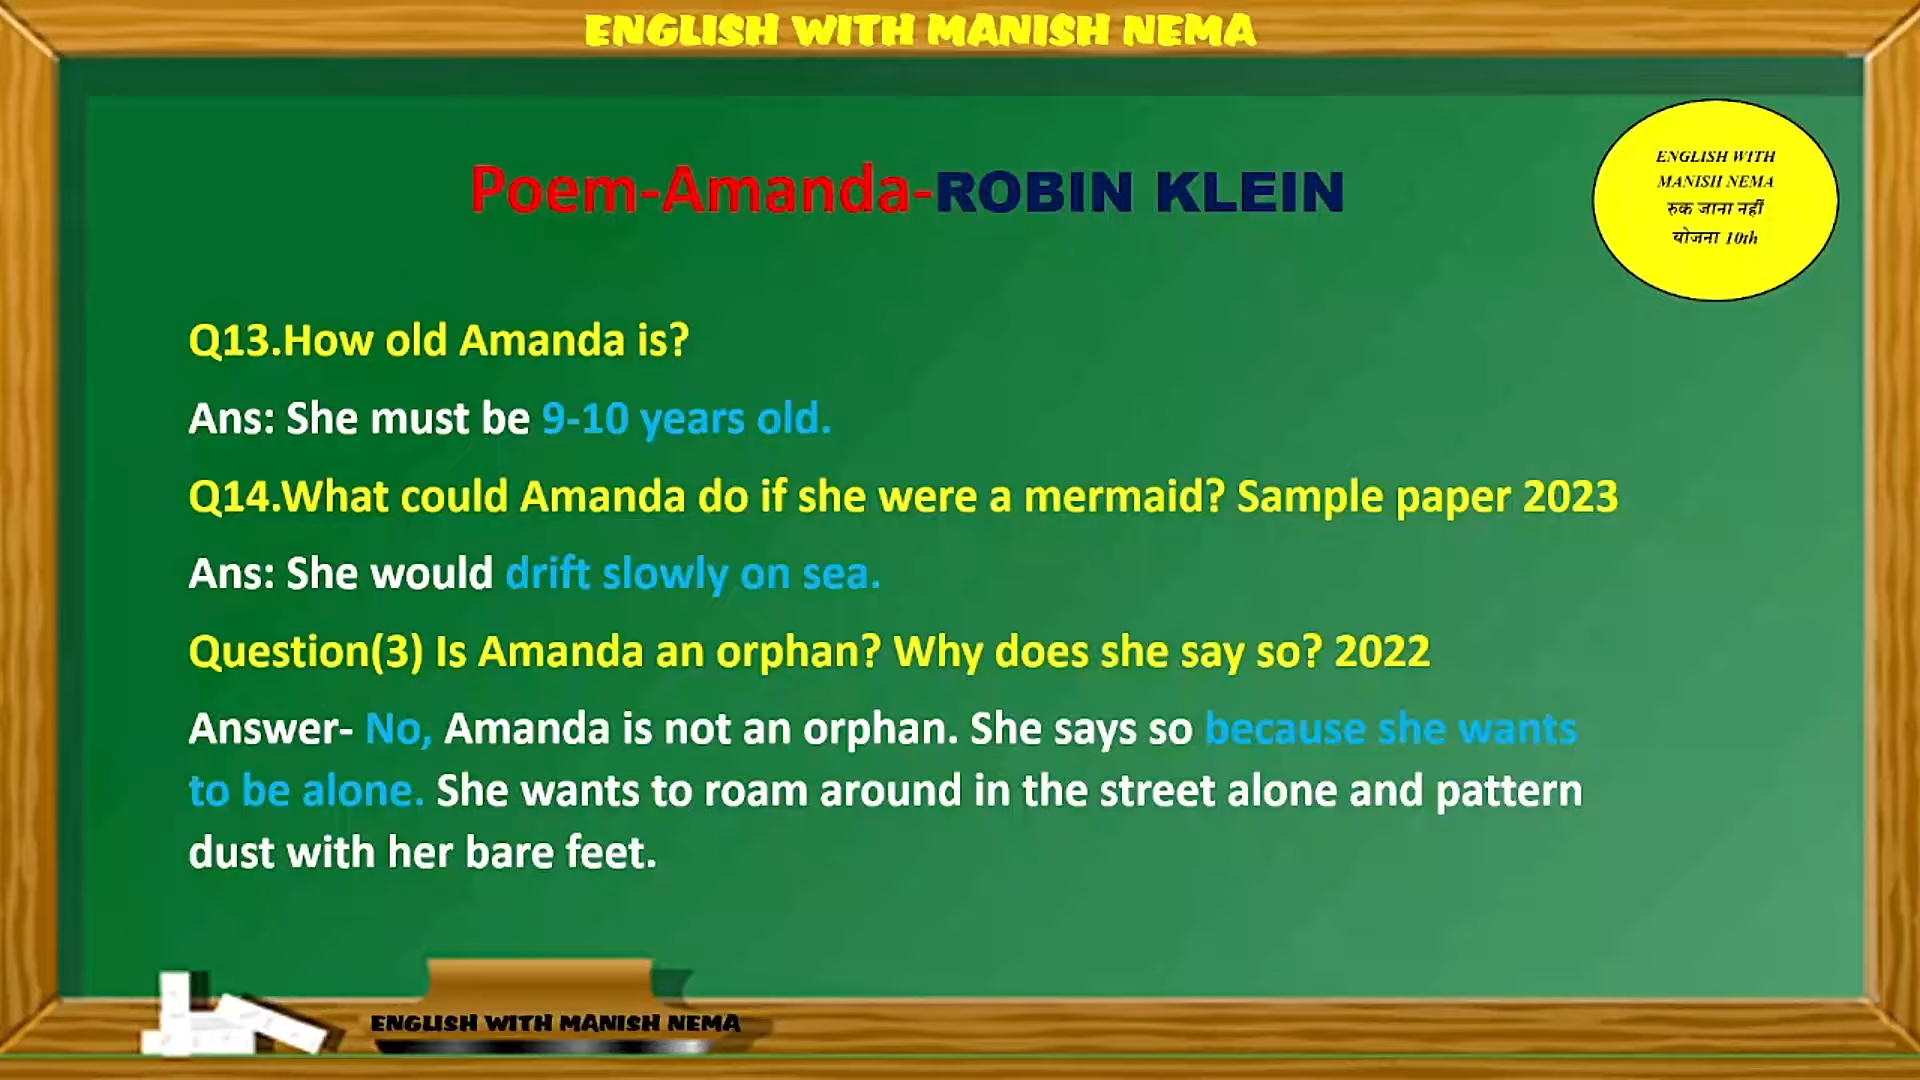 ENGLISH WITH MANISH NEMA
ENGLISH WITH
MANISH NEMA
रुक जाना नहीं
योजना 10th
Poem-Amanda-ROBIN KLEIN
Q13.How old Amanda is?
Ans: She must be 9-10 years old.
Q14.What could Amanda do if she were a mermaid? Sample paper 2023
Ans: She would drift slowly on sea.
Question(3) Is Amanda an orphan? Why does she say so? 2022
Answer- No, Amanda is not an orphan. She says so because she wants
to be alone. She wants to roam around in the street alone and pattern
dust with her bare feet.
ENGLISH WITH MANISH NEMA